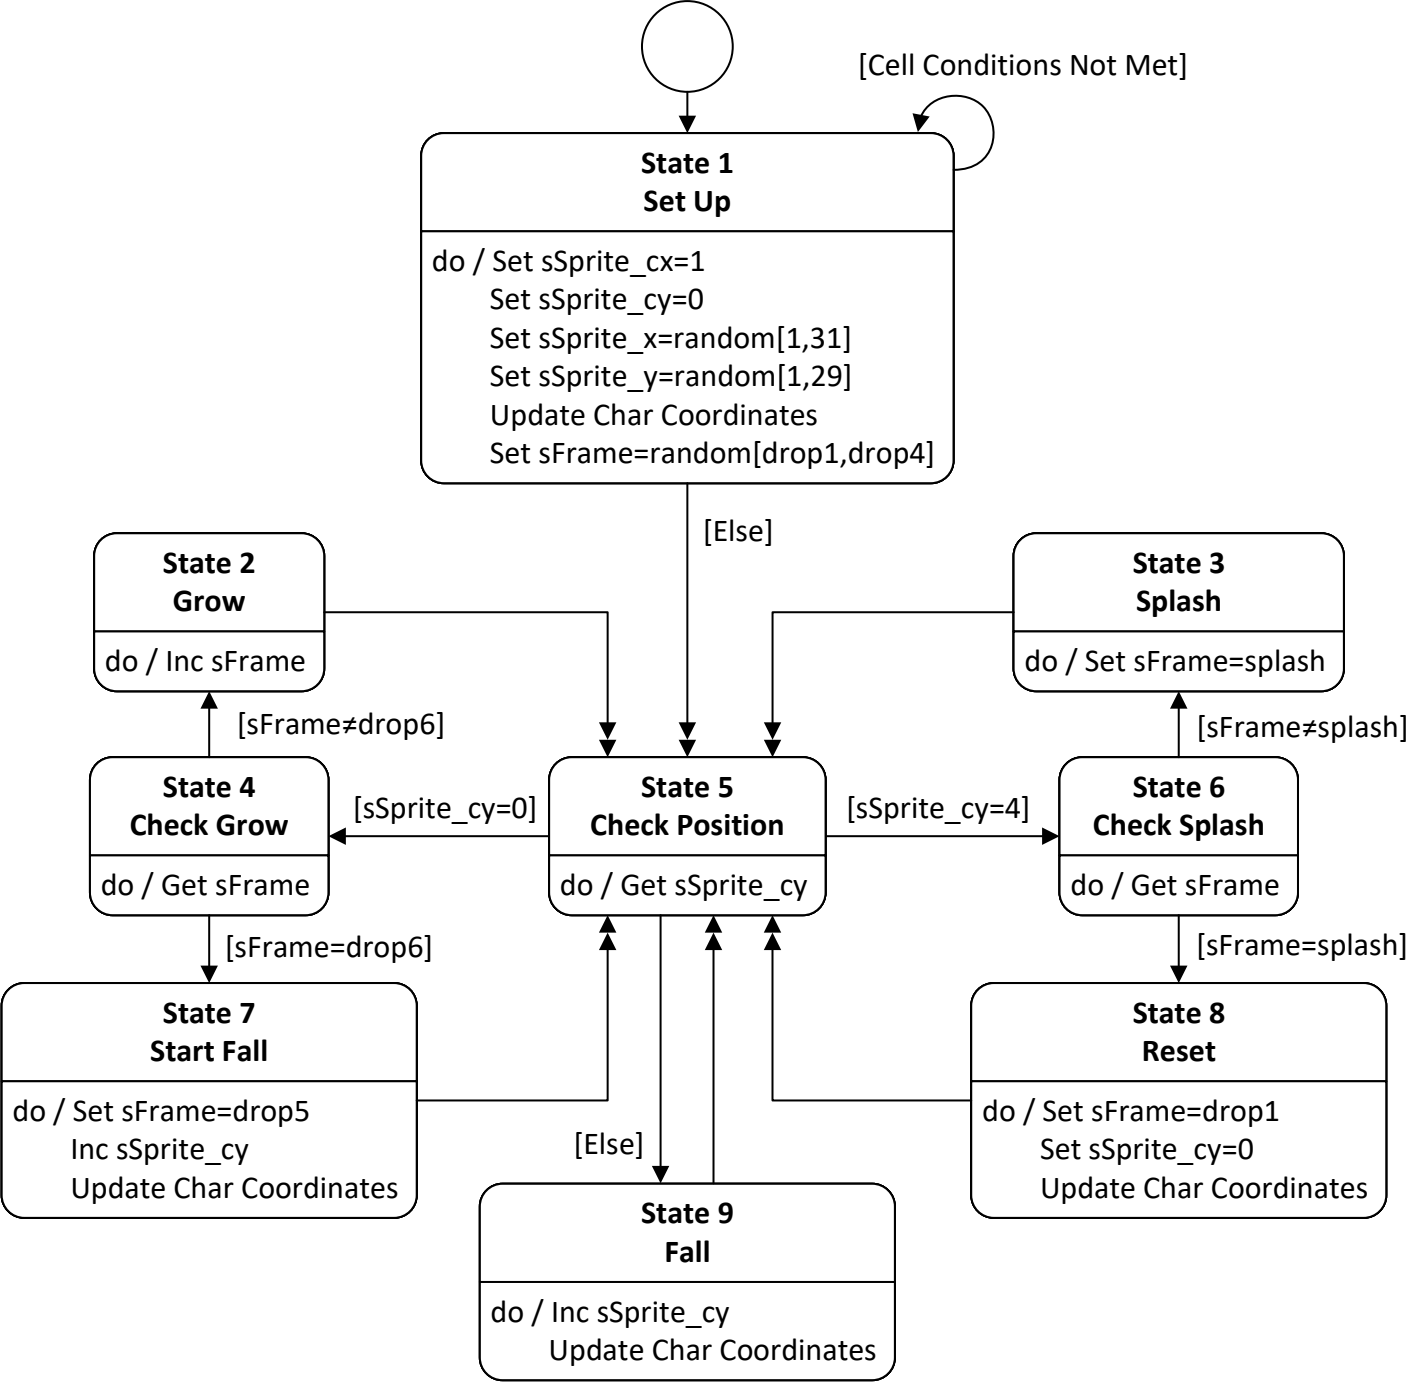 [Cell Conditions Not Met]
State 1
Set Up
do / Set sSprite_cx=1
Set sSprite_cy=0
Set sSprite_x=random[1,31]
Set sSprite_y=random[1,29]
Update Char Coordinates
Set sFrame=random[drop1,drop4]
[Else]
State 2
Grow
do / Inc sFrame
State 3
Splash
do / Set sFrame=splash
[sFrame≠drop6]
[sFrame≠splash]
State 4
Check Grow
do / Get sFrame
[sSprite_cy=0]
State 5
Check Position
do / Get sSprite_cy
[sSprite_cy=4]
State 6
Check Splash
do / Get sFrame
[sFrame=drop6]
[sFrame=splash]
State 7
Start Fall
do / Set sFrame=drop5
Inc sSprite_cy
Update Char Coordinates
State 8
Reset
do / Set sFrame=drop1
Set sSprite_cy=0
Update Char Coordinates
[Else]
State 9
Fall
do / Inc sSprite_cy
Update Char Coordinates